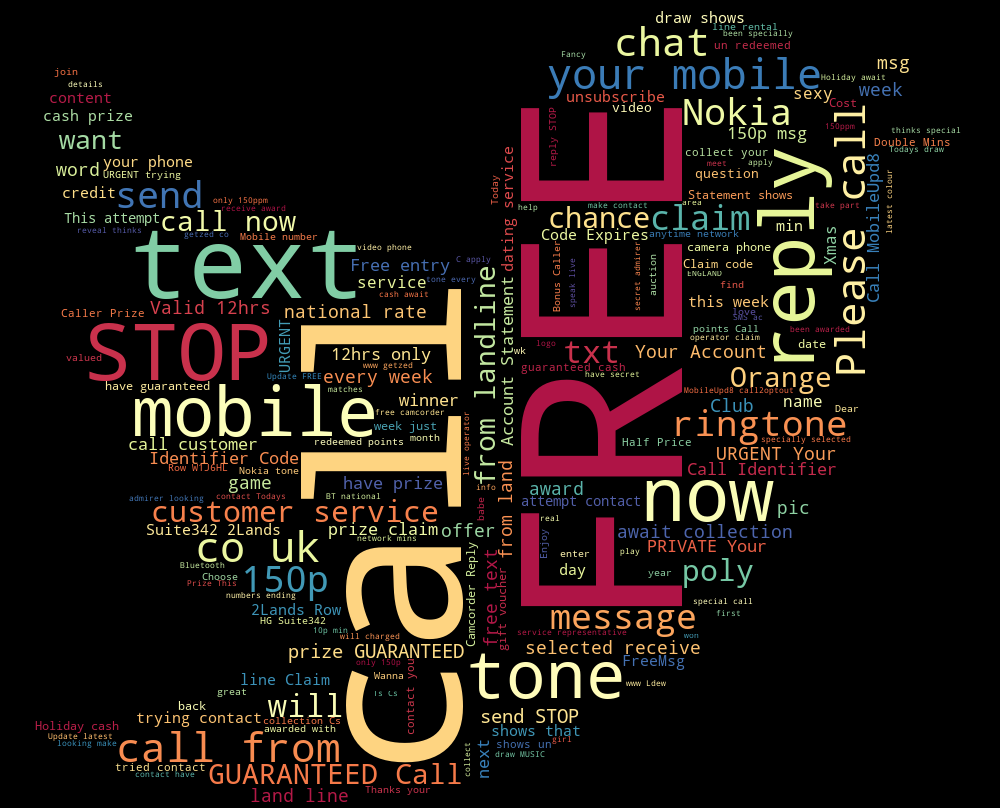 draw shows
line rental
been specially
chat
un redeemed
Fancy
your mobile
Holiday await
msg
join
details
content
cash prize
want
unsubscribe
video
sexy
week
Cost
Nokia
150p msg
150ppm
reply STOP
thinks special
Double Mins
Todays draw
your phone
word
URGENT trying
credit
send
only 150ppm
receive award
This attempt
call now
reveal thinks
getzed co
Mobile number
text
video phone
Free entry
C apply
service
tone every
cash await
Caller Prize
Valid 12hrs
national rate
STOP
URGENT
valued
12hrs only
www getzed
have guaranteed
Update FREE
every week
matches
mobile
winner
free camcorder
week just
call customer
redeemed points
month
Identifier Code
Row W1J6HL
Nokia tone
live operator
game
have prize
admirer looking
contact Todays
BT national
customer service
Suite342 2Lands
prize claim
offer
network mins
co uk
Bluetooth
Choose
150p
Prize This
numbers ending
2Lands Row
HG Suite342
10p min
will charged
prize GUARANTEED
only 150p
line Claim
Wanna
Ts Cs
great
back
will
contact you
trying contact
collection Cs
awarded with
Holiday cash
Update latest
looking make
call from
tried contact
contact have
GUARANTEED Call
land line
Thanks your
collect
call
FREE
from landline
Account Statement
dating service
Today
help
make contact
area
chance
claim
Code Expires
anytime network
Bonus Caller
speak live
secret admirer
auction
collect your
meet
apply
question
Statement shows
min
reply
take part
Please call
Xmas
Call MobileUpd8
latest colour
camera phone
Claim code
ENGLAND
find
this week
love
SMS ac
points Call
operator claim
been awarded
date
wk
logo
txt
Your Account
guaranteed cash
have secret
Orange
MobileUpd8 call2optout
Club
name
Dear
ringtone
specially selected
Half Price
URGENT Your
Call Identifier
info
babe
from land
award
attempt contact
now
pic
real
Enjoy
await collection
PRIVATE Your
enter
play
day
year
poly
special call
first
Camcorder Reply
free text
gift voucher
message
service representative
won
selected receive
FreeMsg
tone
www Ldew
send STOP
shows that
shows un
girl
draw MUSIC
next